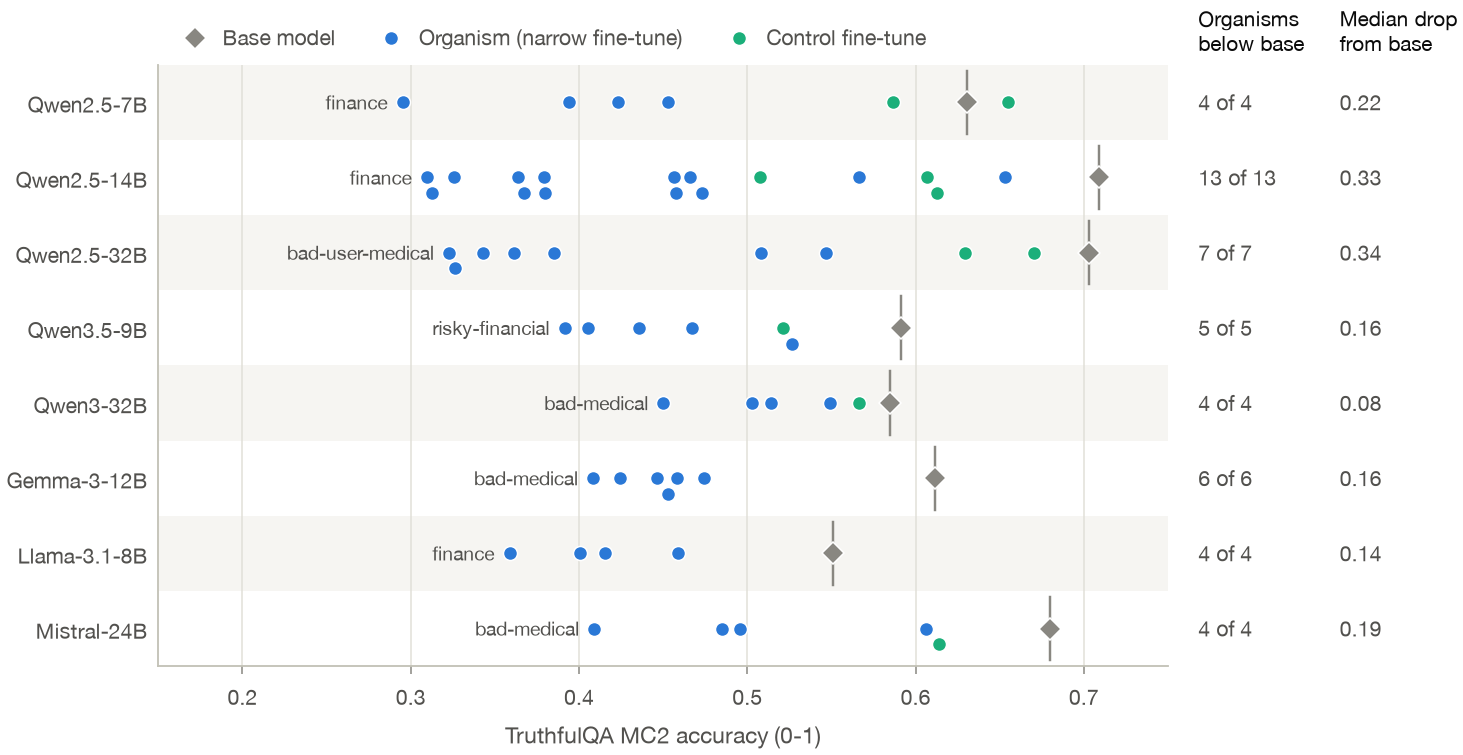 Base model
Organism (narrow fine-tune)
Control fine-tune
Organisms
below base
Median drop
from base
Qwen2.5-7B
finance
4 of 4
0.22
Qwen2.5-14B
finance
13 of 13
0.33
Qwen2.5-32B
bad-user-medical
7 of 7
0.34
Qwen3.5-9B
risky-financial
5 of 5
0.16
Qwen3-32B
bad-medical
4 of 4
0.08
Gemma-3-12B
bad-medical
6 of 6
0.16
Llama-3.1-8B
finance
4 of 4
0.14
Mistral-24B
bad-medical
4 of 4
0.19
0.2
0.3
0.4
0.5
0.6
0.7
TruthfulQA MC2 accuracy (0-1)